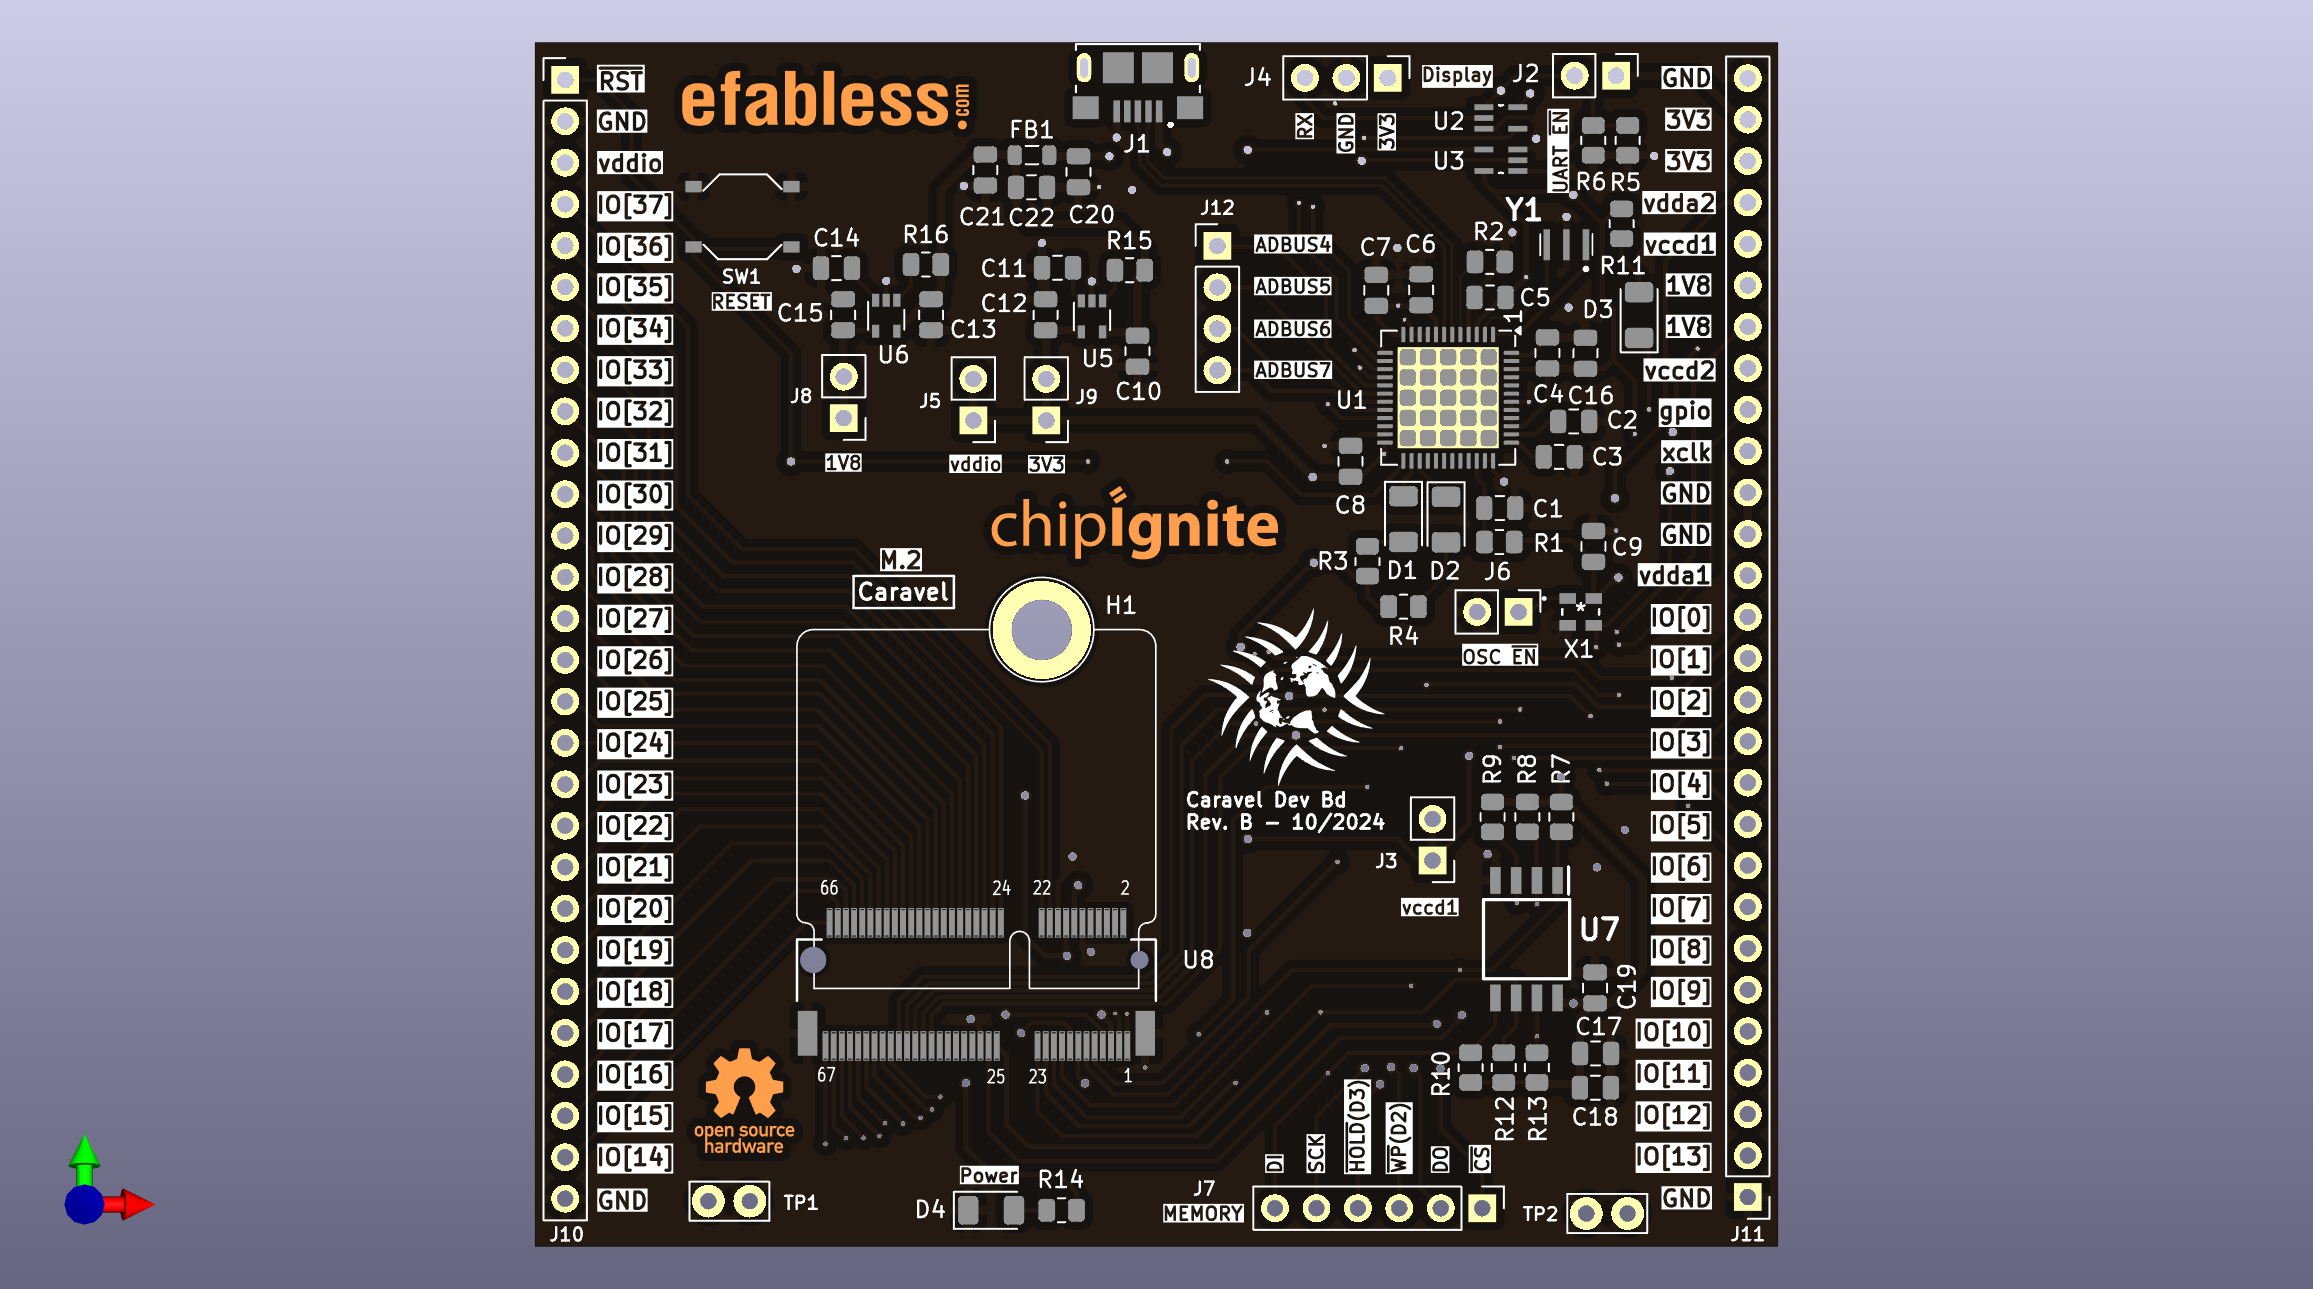 RST
GND
vddio
IO[37]
IO[36]
IO[35]
IO[34]
IO[33]
IO[32]
IO[31]
IO[30]
IO[29]
IO[28]
IO[27]
IO[26]
IO[25]
IO[24]
IO[23]
IO[22]
IO[21]
IO[20]
IO[19]
IO[18]
IO[17]
IO[16]
IO[15]
IO[14]
GND
J10
efabless.com
SW1
RESET
FB1
J1
C21 C22 C20
C14
R16
C11
R15
C15
C13
C12
U6
U5
C10
J8
J5
J9
1V8
vddio
3V3
J12
ADBUS4
ADBUS5
ADBUS6
ADBUS7
J4
Display
RX
GND
3V3
J2
U2
U3
UART EN
R6 R5
Y1
R11
C7 C6
R2
C5
D3
1
U1
C4 C16
C2
C3
C8
C1
R1
C9
R3
D1 D2
J6
R4
OSC EN
X1
*
chipignite
M.2
Caravel
H1
66 24 22 2
U8
67 25 23 1
Caravel Dev Bd
Rev. B - 10/2024
J3
vccd1
R9
R8
R7
U7
C19
C17
C18
R10
R12
R13
open source
hardware
TP1
Power
D4
R14
J7
MEMORY
DI
SCK
HOLD(D3)
WP(D2)
DO
CS
TP2
GND
3V3
3V3
vdda2
vccd1
1V8
1V8
vccd2
gpio
xclk
GND
GND
vdda1
IO[0]
IO[1]
IO[2]
IO[3]
IO[4]
IO[5]
IO[6]
IO[7]
IO[8]
IO[9]
IO[10]
IO[11]
IO[12]
IO[13]
GND
J11